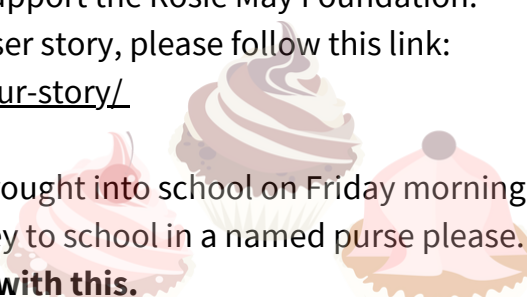 upport the Rosie May Foundation.
ser story, please follow this link:
ur-story/
ought into school on Friday morning
ey to school in a named purse please.
with this.